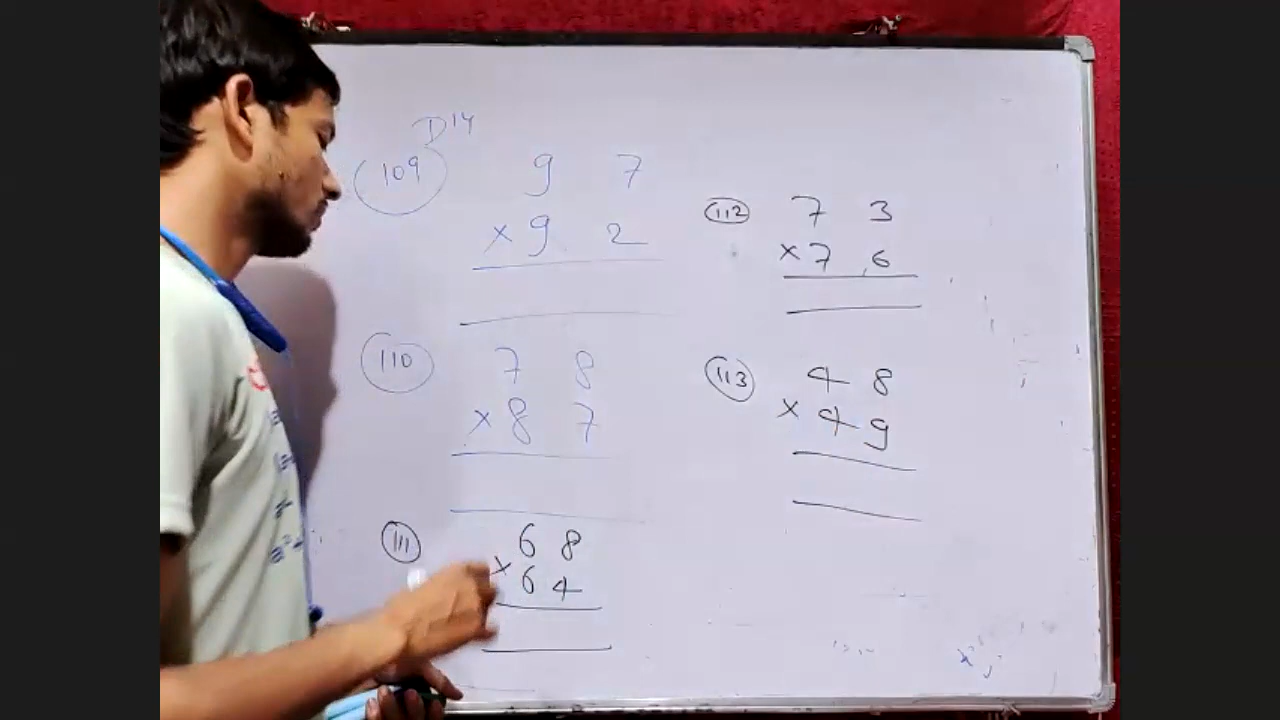 D14
109
9 7
× 9 2
110
7 8
× 8 7
111
6 8
× 6 4
112
7 3
× 7 6
113
4 8
× 4 9